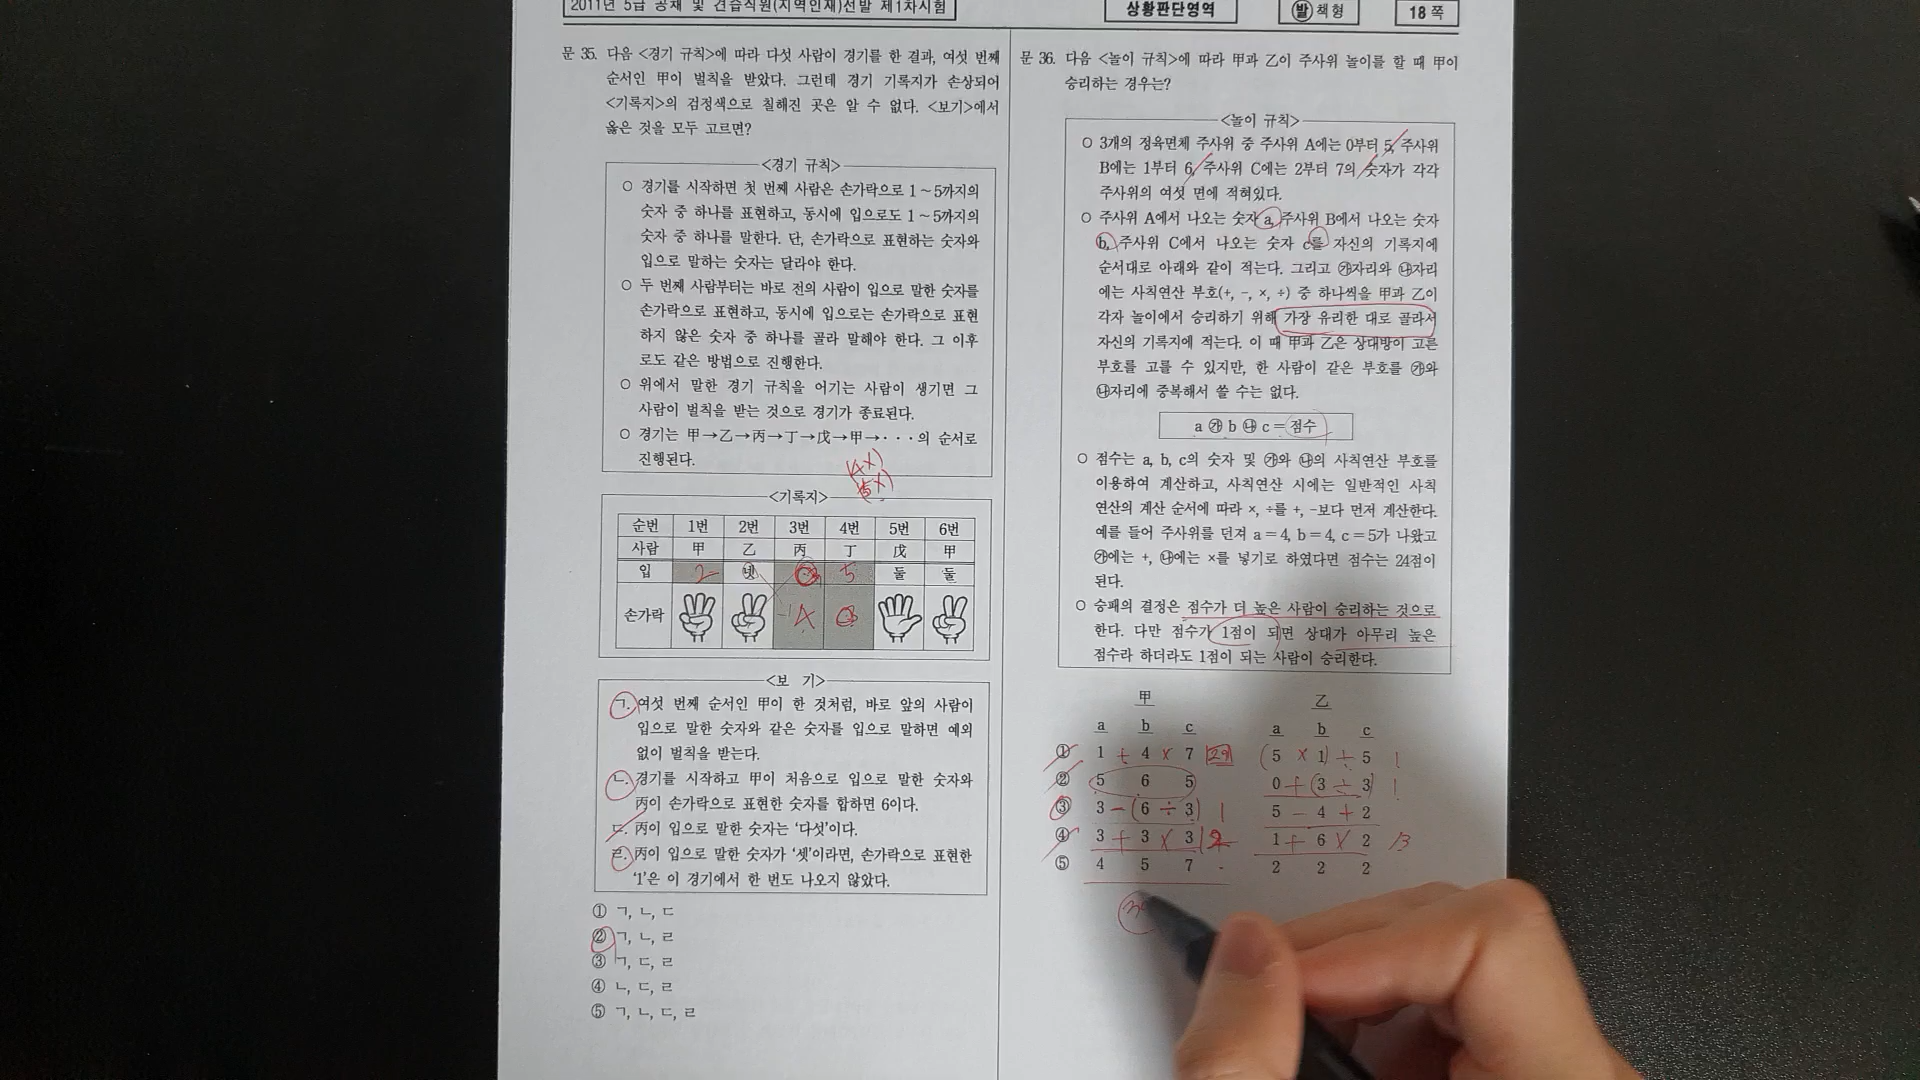 2011년 5급 공채 및 견습직원(지역인재)선발 제1차시험
상황판단영역
발 책형
18 쪽
문 35. 다음 <경기 규칙>에 따라 다섯 사람이 경기를 한 결과, 여섯 번째
순서인 甲이 벌칙을 받았다. 그런데 경기 기록지가 손상되어
<기록지>의 검정색으로 칠해진 곳은 알 수 없다. <보기>에서
옳은 것을 모두 고르면?
<경기 규칙>
○ 경기를 시작하면 첫 번째 사람은 손가락으로 1～5까지의
숫자 중 하나를 표현하고, 동시에 입으로도 1～5까지의
숫자 중 하나를 말한다. 단, 손가락으로 표현하는 숫자와
입으로 말하는 숫자는 달라야 한다.
○ 두 번째 사람부터는 바로 전의 사람이 입으로 말한 숫자를
손가락으로 표현하고, 동시에 입으로는 손가락으로 표현
하지 않은 숫자 중 하나를 골라 말해야 한다. 그 이후
로도 같은 방법으로 진행한다.
○ 위에서 말한 경기 규칙을 어기는 사람이 생기면 그
사람이 벌칙을 받는 것으로 경기가 종료된다.
○ 경기는 甲→乙→丙→丁→戊→甲→···의 순서로
진행된다.
(4X)
(5X)
<기록지>
순번 1번 2번 3번 4번 5번 6번
사람 甲 乙 丙 丁 戊 甲
입 2 넷 3 5 둘 둘
손가락 4 3
<보 기>
ㄱ. 여섯 번째 순서인 甲이 한 것처럼, 바로 앞의 사람이
입으로 말한 숫자와 같은 숫자를 입으로 말하면 예외
없이 벌칙을 받는다.
ㄴ. 경기를 시작하고 甲이 처음으로 입으로 말한 숫자와
丙이 손가락으로 표현한 숫자를 합하면 6이다.
ㄷ. 丙이 입으로 말한 숫자는 '다섯'이다.
ㄹ. 丙이 입으로 말한 숫자가 '셋'이라면, 손가락으로 표현한
'1'은 이 경기에서 한 번도 나오지 않았다.
① ㄱ, ㄴ, ㄷ
② ㄱ, ㄴ, ㄹ
③ ㄱ, ㄷ, ㄹ
④ ㄴ, ㄷ, ㄹ
⑤ ㄱ, ㄴ, ㄷ, ㄹ
문 36. 다음 <놀이 규칙>에 따라 甲과 乙이 주사위 놀이를 할 때 甲이
승리하는 경우는?
<놀이 규칙>
○ 3개의 정육면체 주사위 중 주사위 A에는 0부터 5, 주사위
B에는 1부터 6, 주사위 C에는 2부터 7의 숫자가 각각
주사위의 여섯 면에 적혀있다.
○ 주사위 A에서 나오는 숫자 a, 주사위 B에서 나오는 숫자
b, 주사위 C에서 나오는 숫자 c를 자신의 기록지에
순서대로 아래와 같이 적는다. 그리고 ㉮자리와 ㉯자리
에는 사칙연산 부호(+, -, ×, ÷) 중 하나씩을 甲과 乙이
각자 놀이에서 승리하기 위해 가장 유리한 대로 골라서
자신의 기록지에 적는다. 이 때 甲과 乙은 상대방이 고른
부호를 고를 수 있지만, 한 사람이 같은 부호를 ㉮와
㉯자리에 중복해서 쓸 수는 없다.
a ㉮ b ㉯ c = 점수
○ 점수는 a, b, c의 숫자 및 ㉮와 ㉯의 사칙연산 부호를
이용하여 계산하고, 사칙연산 시에는 일반적인 사칙
연산의 계산 순서에 따라 ×, ÷를 +, -보다 먼저 계산한다.
예를 들어 주사위를 던져 a = 4, b = 4, c = 5가 나왔고
㉮에는 +, ㉯에는 ×를 넣기로 하였다면 점수는 24점이
된다.
○ 승패의 결정은 점수가 더 높은 사람이 승리하는 것으로
한다. 다만 점수가 1점이 되면 상대가 아무리 높은
점수라 하더라도 1점이 되는 사람이 승리한다.
甲 乙
a b c a b c
① 1 + 4 × 7 29 (5 × 1) ÷ 5 1
② 5 6 5 0 + (3 ÷ 3) 1
③ 3 - (6 ÷ 3) 1 5 - 4 + 2
④ 3 + 3 × 3 12 1 + 6 × 2 13
⑤ 4 5 7 2 2 2